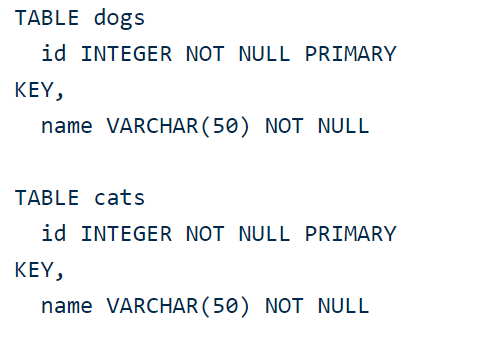 TABLE dogs
  id INTEGER NOT NULL PRIMARY
KEY,
  name VARCHAR(50) NOT NULL

TABLE cats
  id INTEGER NOT NULL PRIMARY
KEY,
  name VARCHAR(50) NOT NULL